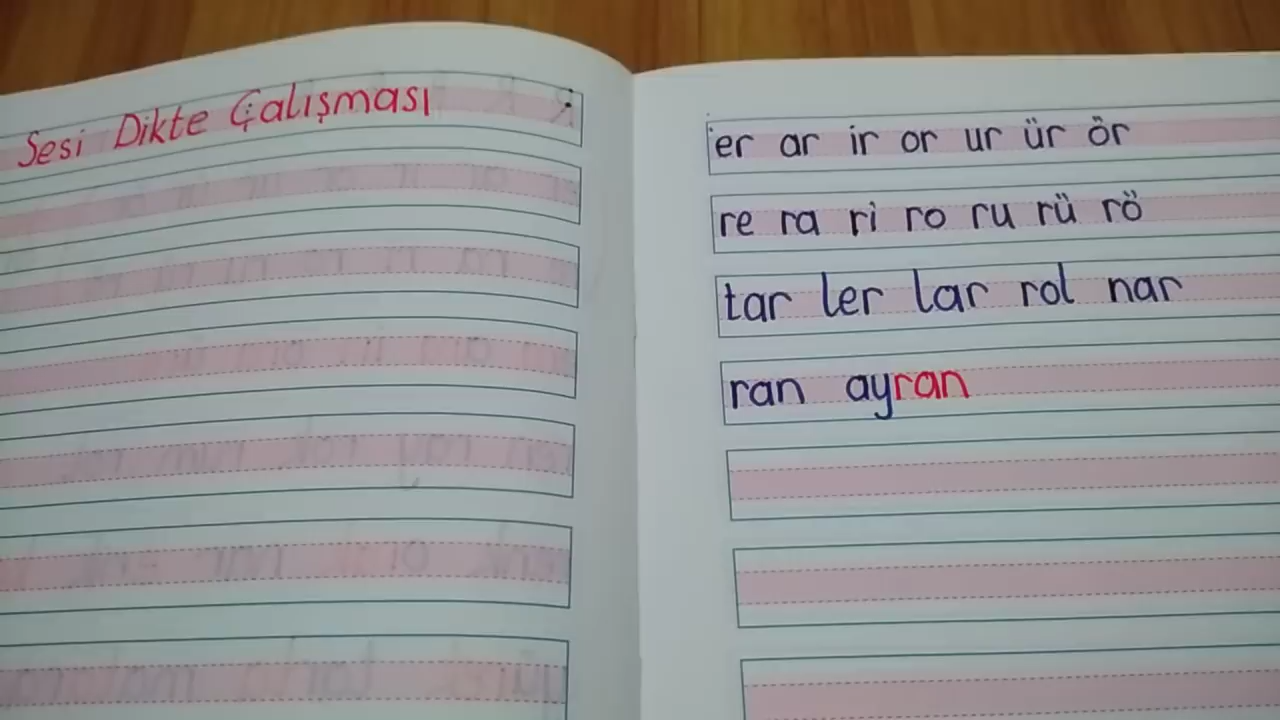 Sesi Dikte Çalışması
er ar ir or ur ür ör
re ra ri ro ru rü rö
tar ler lar rol nar
ran ayran